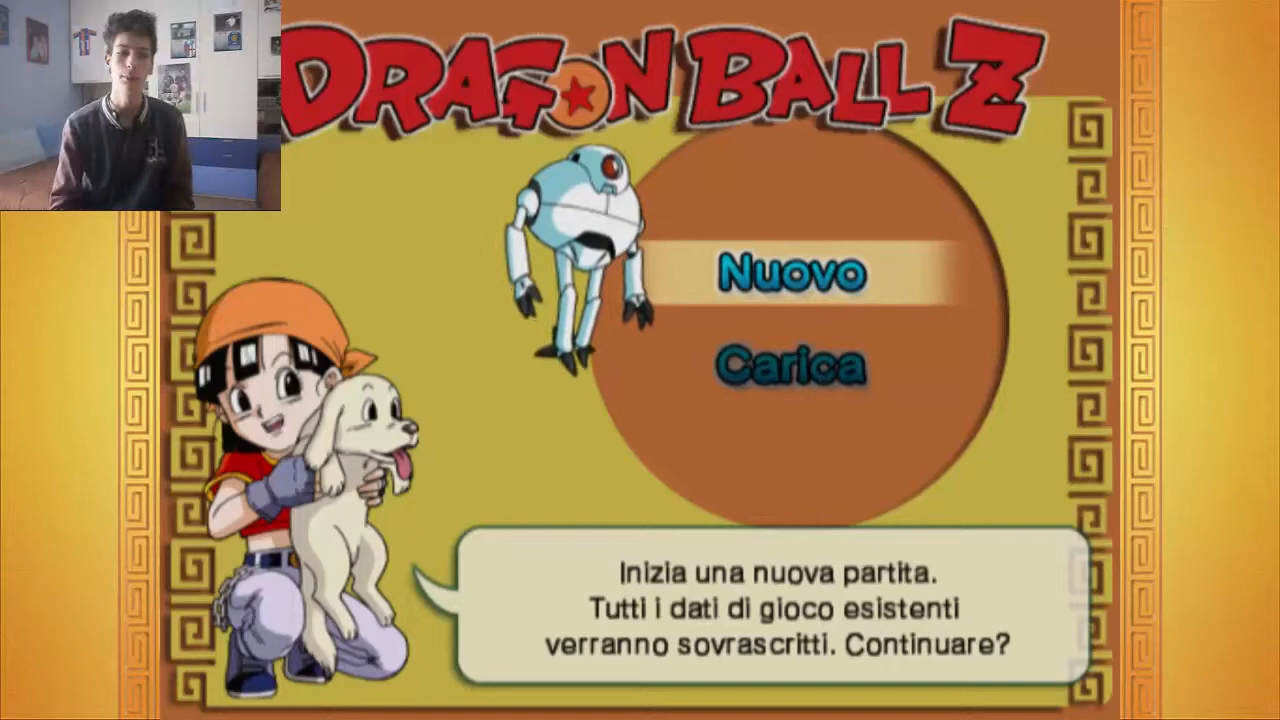 DRAGON BALL Z
Nuovo
Carica
Inizia una nuova partita.
Tutti i dati di gioco esistenti
verranno sovrascritti. Continuare?